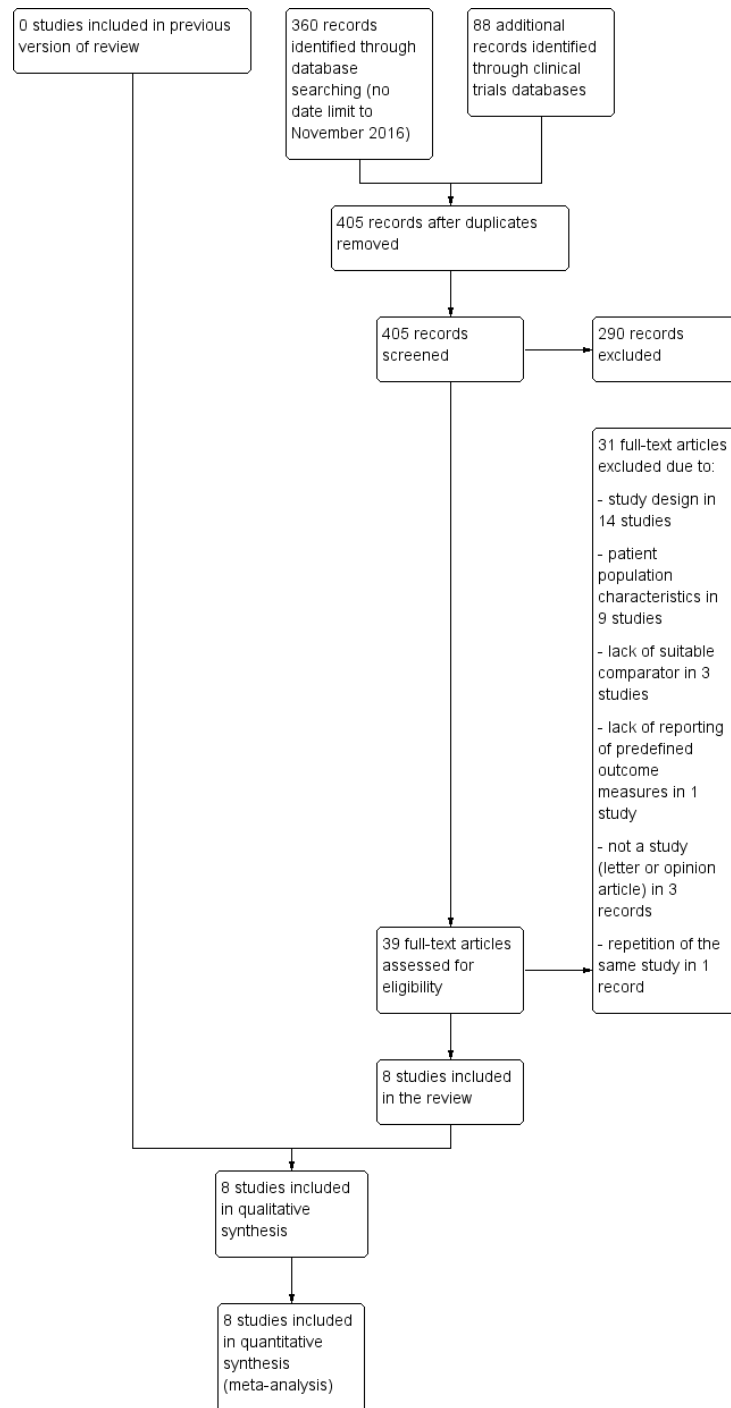 0 studies included in previous
version of review
360 records
identified through
database
searching (no
date limit to
November 2016)
88 additional
records identified
through clinical
trials databases
405 records after duplicates
removed
405 records
screened
290 records
excluded
31 full-text articles
excluded due to:
- study design in
14 studies
- patient
population
characteristics in
9 studies
- lack of suitable
comparator in 3
studies
- lack of reporting
of predefined
outcome
measures in 1
study
- not a study
(letter or opinion
article) in 3
records
- repetition of the
same study in 1
record
39 full-text articles
assessed for
eligibility
8 studies included
in the review
8 studies included
in qualitative
synthesis
8 studies included
in quantitative
synthesis
(meta-analysis)